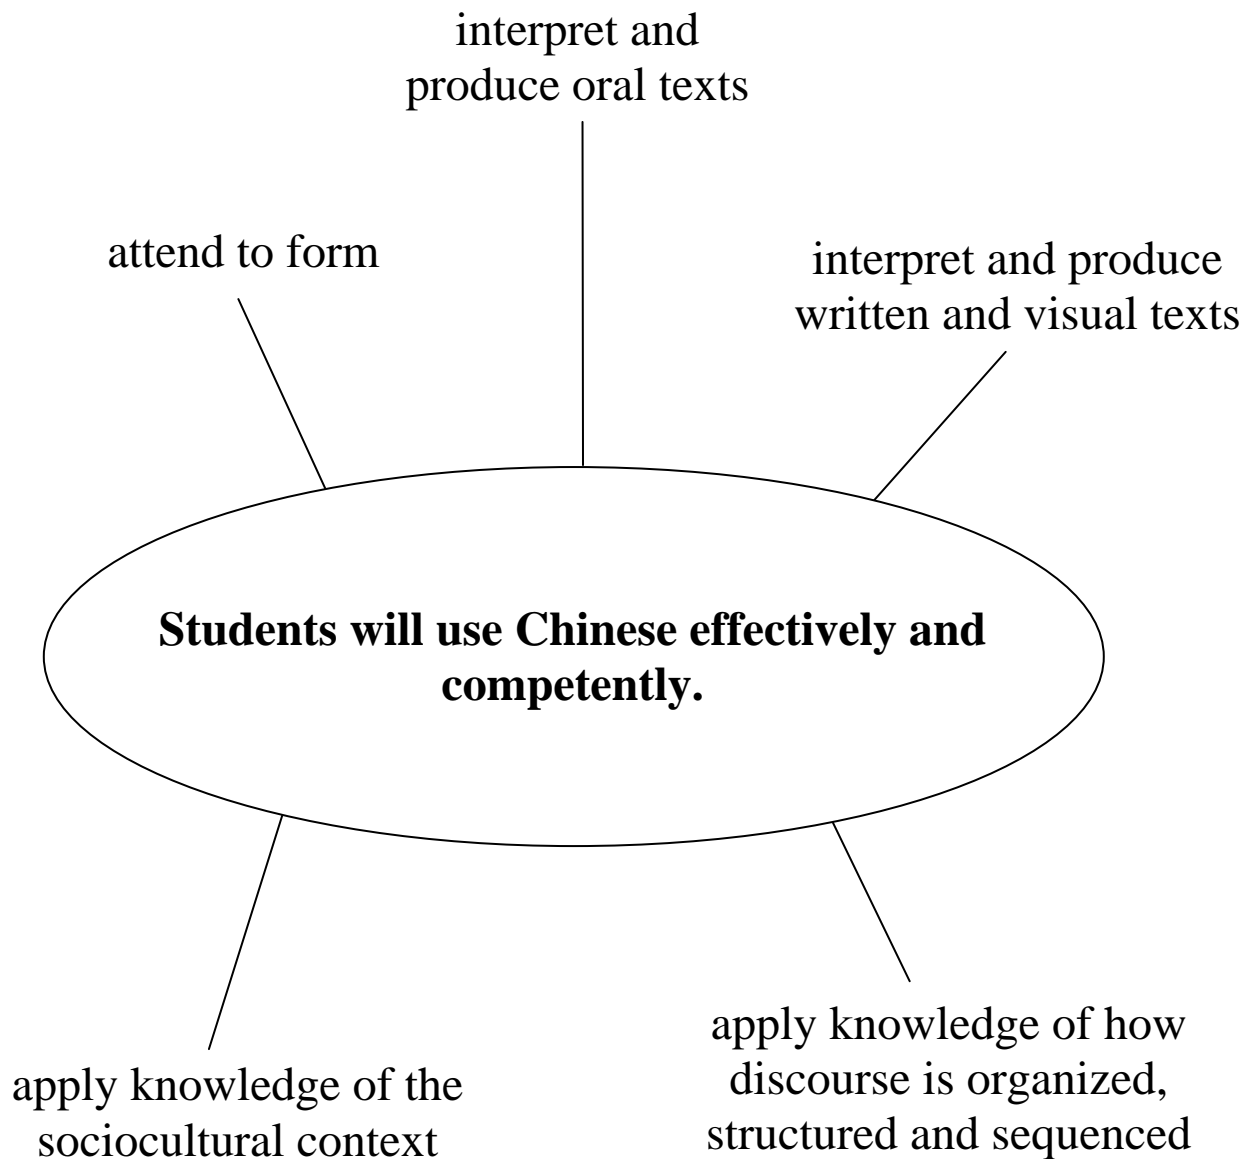 interpret and
produce oral texts
attend to form
interpret and produce
written and visual texts
Students will use Chinese effectively and
competently.
apply knowledge of the
sociocultural context
apply knowledge of how
discourse is organized,
structured and sequenced